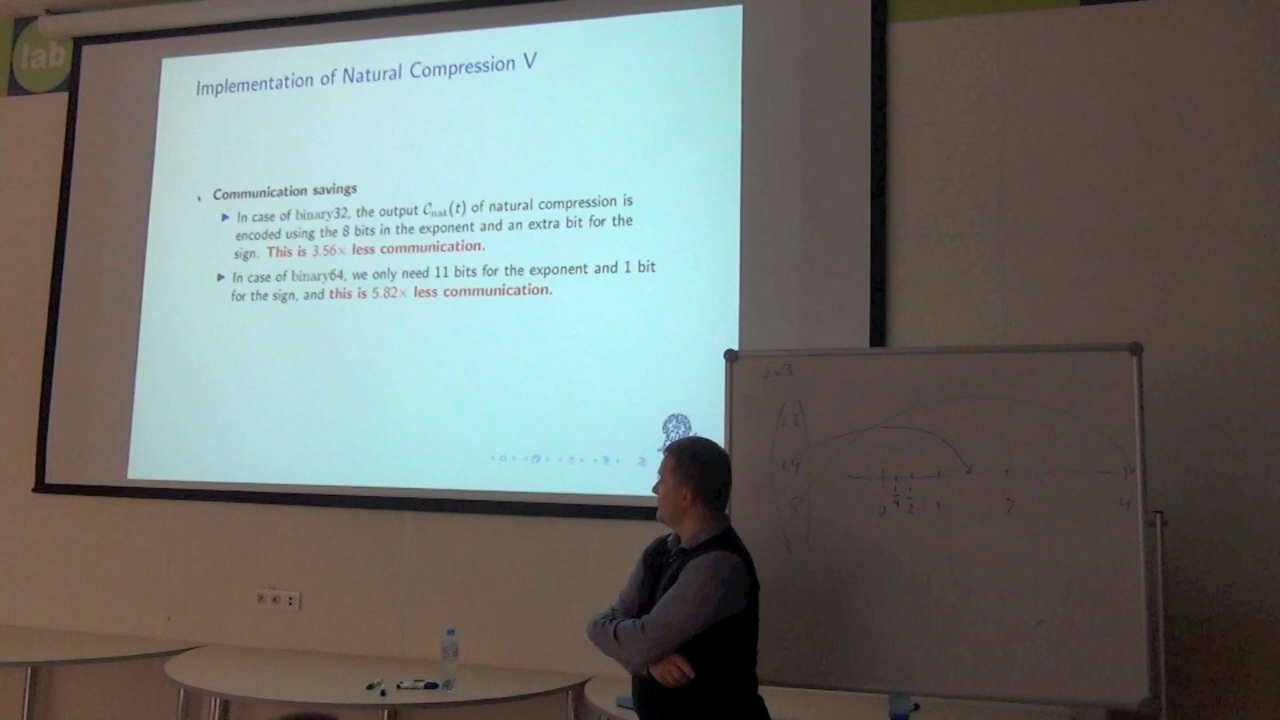 lab
Implementation of Natural Compression V
Communication savings
▶ In case of binary32, the output 𝒞nat(t) of natural compression is
encoded using the 8 bits in the exponent and an extra bit for the
sign. This is 3.56× less communication.
▶ In case of binary64, we only need 11 bits for the exponent and 1 bit
for the sign, and this is 5.82× less communication.